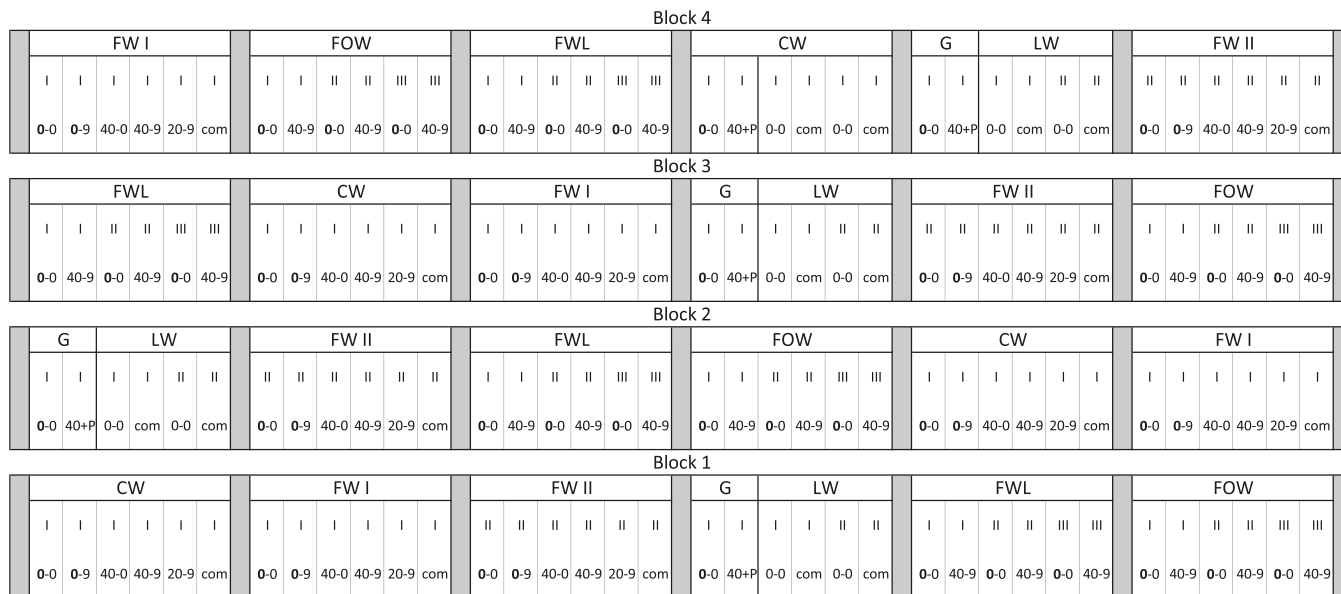 Block 4
FW I FOW FWL CW G LW FW II
I I I I I I I I II II III III I I II II III III I I I I I I I I I I II II II II II II II II
0-0 0-9 40-0 40-9 20-9 com 0-0 40-9 0-0 40-9 0-0 40-9 0-0 40-9 0-0 40-9 0-0 40-9 0-0 40+P 0-0 com 0-0 com 0-0 40+P 0-0 com 0-0 com 0-0 0-9 40-0 40-9 20-9 com
Block 3
FWL CW FW I G LW FW II FOW
I I II II III III I I I I I I I I I I I I I I I I II II II II II II II II I I II II III III
0-0 40-9 0-0 40-9 0-0 40-9 0-0 0-9 40-0 40-9 20-9 com 0-0 0-9 40-0 40-9 20-9 com 0-0 40+P 0-0 com 0-0 com 0-0 0-9 40-0 40-9 20-9 com 0-0 40-9 0-0 40-9 0-0 40-9
Block 2
G LW FW II FWL FOW CW FW I
I I I I II II II II II II II II I I II II III III I I II II III III I I I I I I I I I I I I
0-0 40+P 0-0 com 0-0 com 0-0 0-9 40-0 40-9 20-9 com 0-0 40-9 0-0 40-9 0-0 40-9 0-0 40-9 0-0 40-9 0-0 40-9 0-0 0-9 40-0 40-9 20-9 com 0-0 0-9 40-0 40-9 20-9 com
Block 1
CW FW I FW II G LW FWL FOW
I I I I I I I I I I I I II II II II II II I I I I II II I I II II III III I I II II III III
0-0 0-9 40-0 40-9 20-9 com 0-0 0-9 40-0 40-9 20-9 com 0-0 0-9 40-0 40-9 20-9 com 0-0 40+P 0-0 com 0-0 com 0-0 40-9 0-0 40-9 0-0 40-9 0-0 40-9 0-0 40-9 0-0 40-9